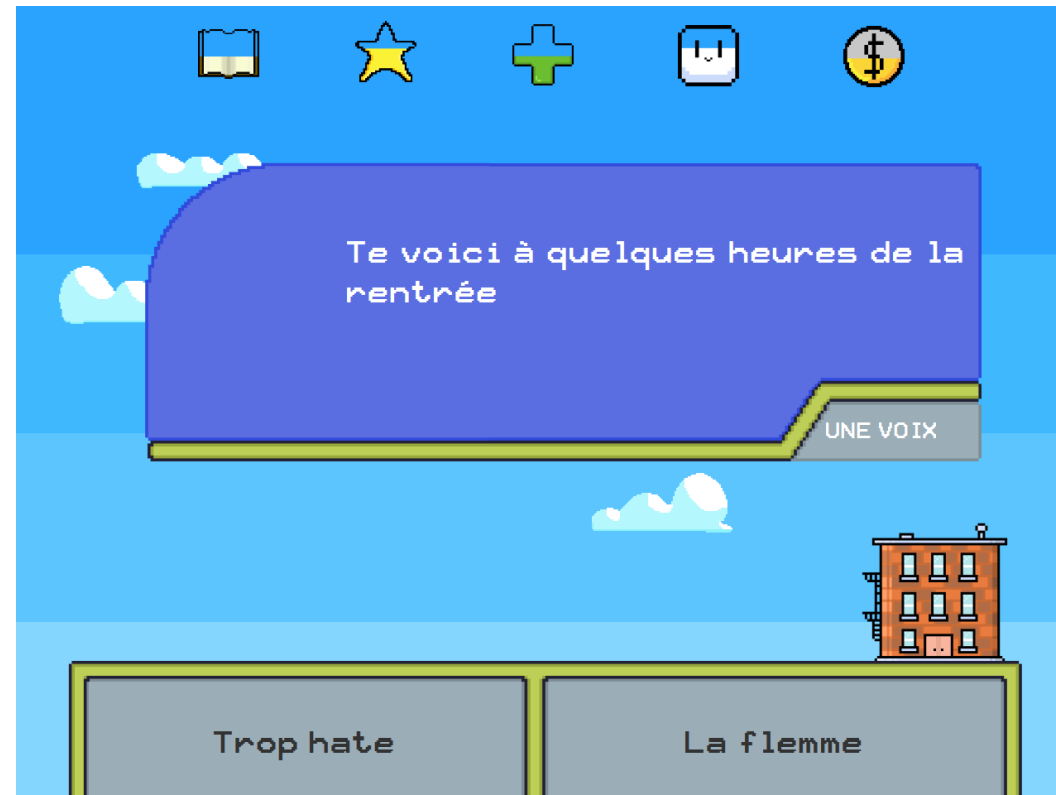 $
Te voici à quelques heures de la
rentrée
UNE VOIX
Trop hate
La flemme